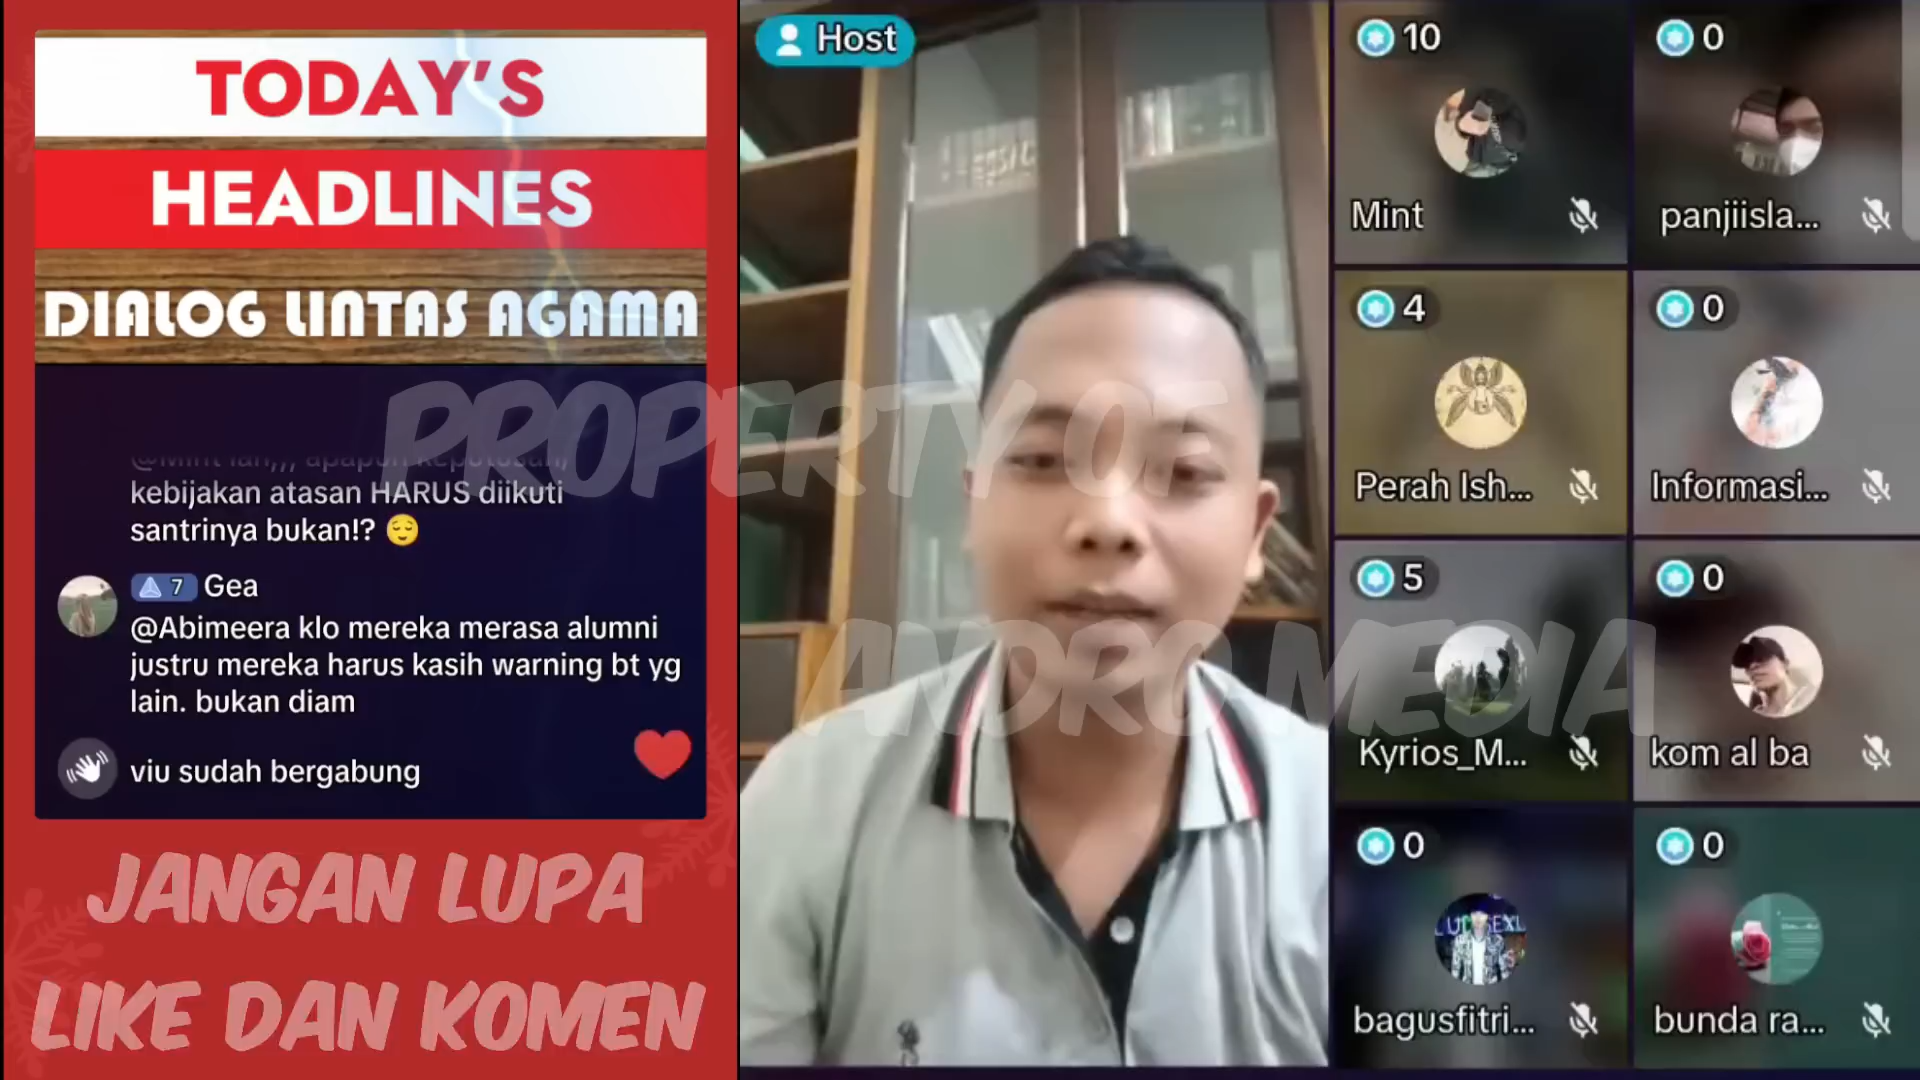 TODAY'S
HEADLINES
DIALOG LINTAS AGAMA
kebijakan atasan HARUS diikuti
santrinya bukan!? 😌
7 Gea
@Abimeera klo mereka merasa alumni
justru mereka harus kasih warning bt yg
lain. bukan diam
viu sudah bergabung
JANGAN LUPA
LIKE DAN KOMEN
PROPERTY OF
ANDRO MEDIA
Host
10
Mint
0
panjiisla...
4
Perah Ish...
0
Informasi...
5
Kyrios_M...
0
kom al ba
0
bagusfitri...
0
bunda ra...